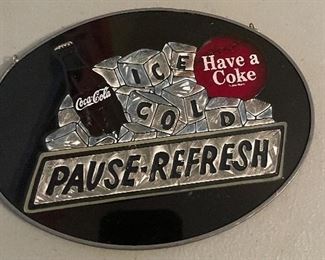 ICE
COLD
Have a
Coke
Coca-Cola
PAUSE-REFRESH